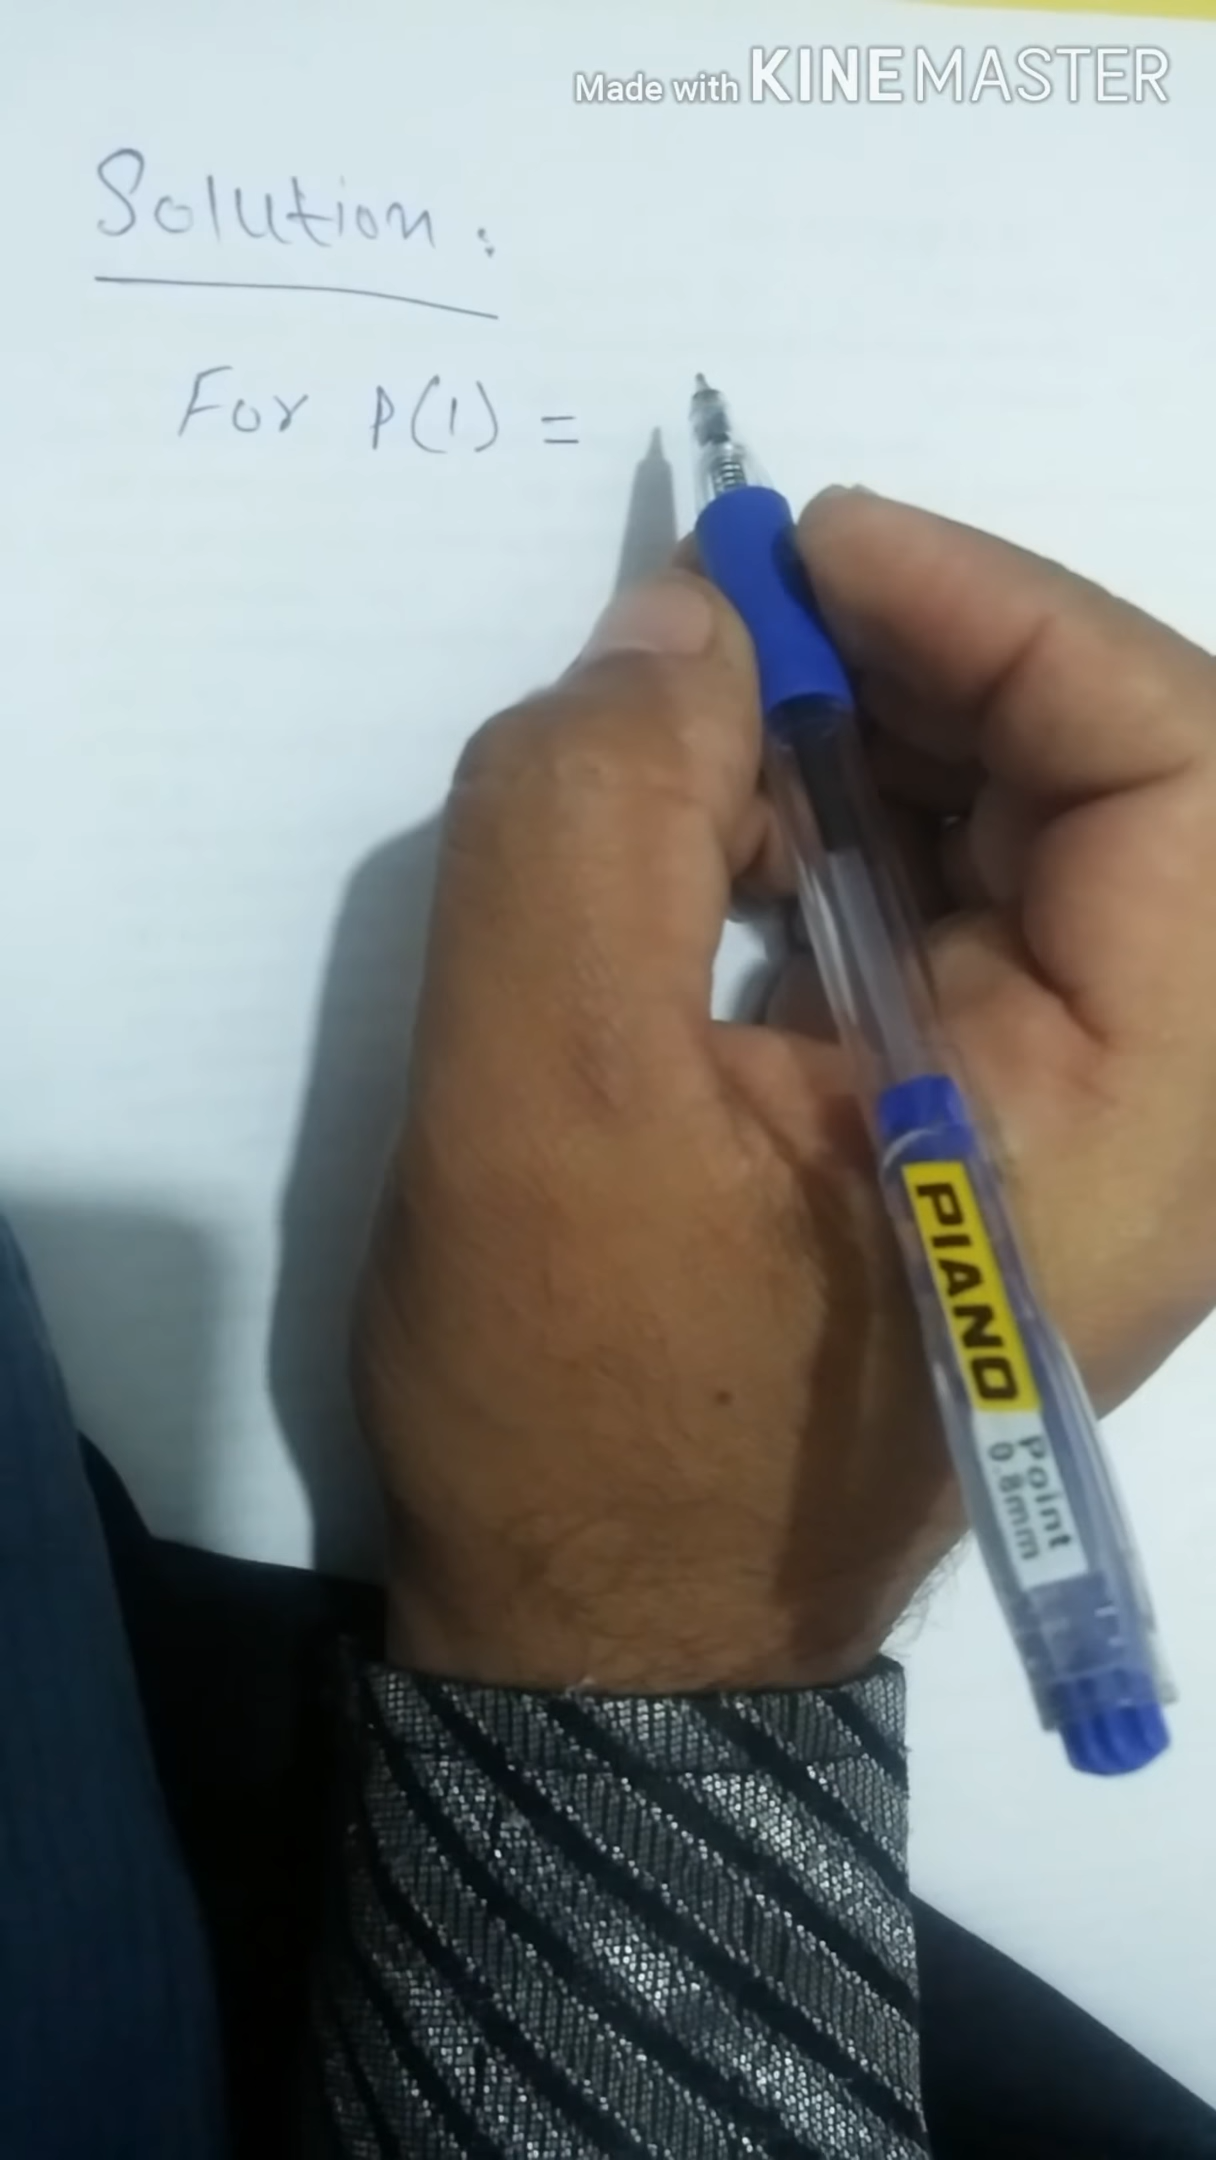 Made with KINEMASTER
Solution :
For P(1) =
PIANO
Point
0.8mm